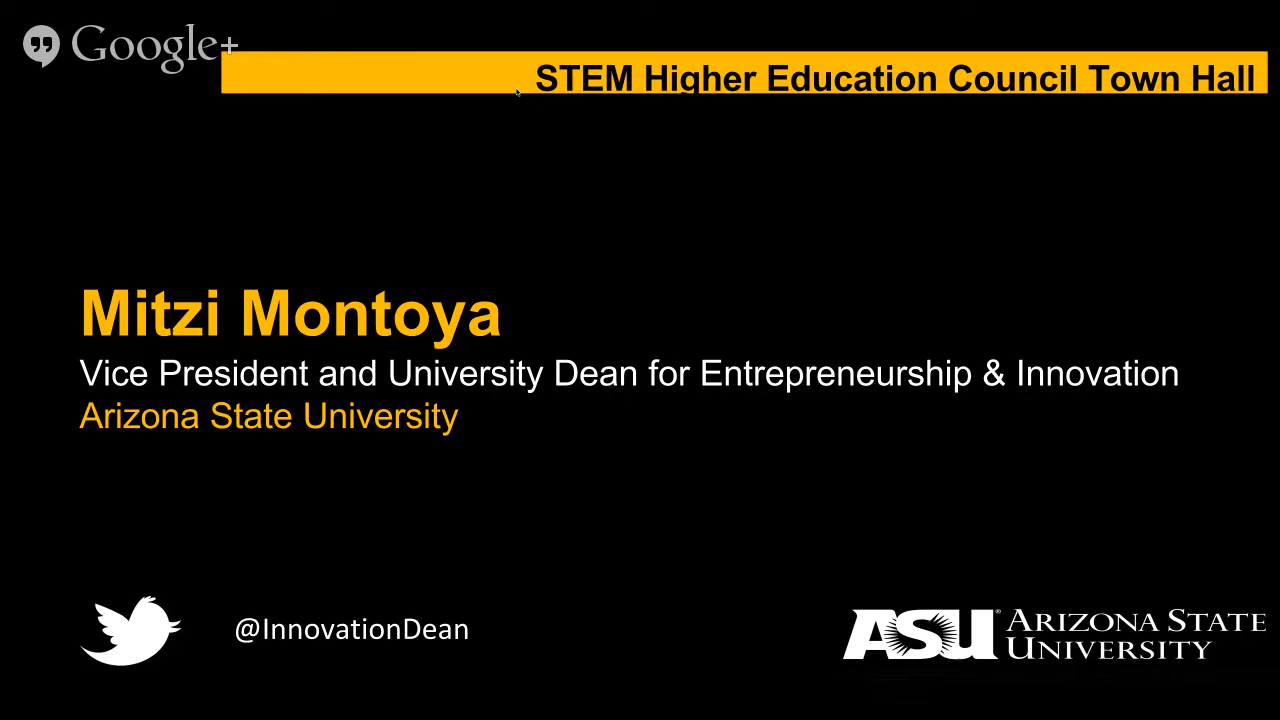 Google+
STEM Higher Education Council Town Hall
Mitzi Montoya
Vice President and University Dean for Entrepreneurship & Innovation
Arizona State University
@InnovationDean
ASU® ARIZONA STATE
UNIVERSITY